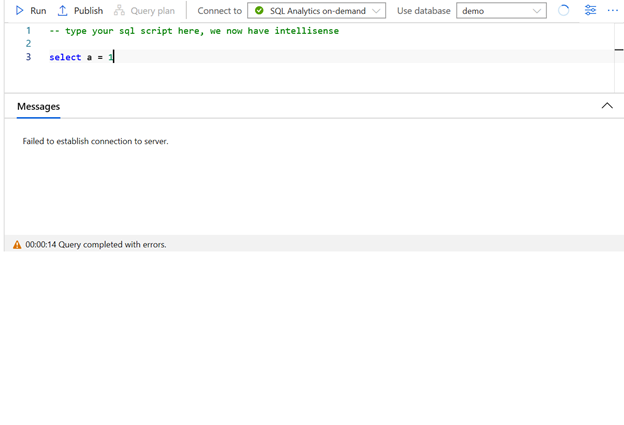 Run Publish Query plan Connect to SQL Analytics on-demand Use database demo
1 -- type your sql script here, we now have intellisense
2
3 select a = 1
Messages
Failed to establish connection to server.
00:00:14 Query completed with errors.